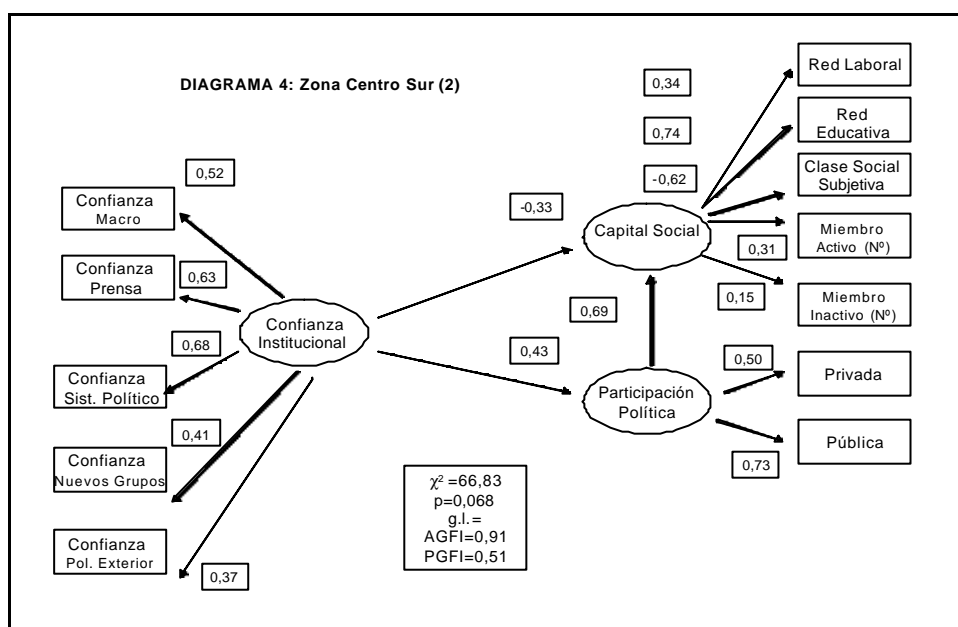 DIAGRAMA 4: Zona Centro Sur (2)
0,52
Confianza
Macro
0,63
Confianza
Prensa
0,68
Confianza
Sist. Político
0,41
Confianza
Nuevos Grupos
Confianza
Pol. Exterior
0,37
Confianza
Institucional
-0,33
0,43
0,69
Capital Social
Participación
Política
0,34
0,74
-0,62
0,31
0,15
0,50
0,73
Red Laboral
Red
Educativa
Clase Social
Subjetiva
Miembro
Activo (Nº)
Miembro
Inactivo (Nº)
Privada
Pública
χ² =66,83
p=0,068
g.l.=
AGFI=0,91
PGFI=0,51